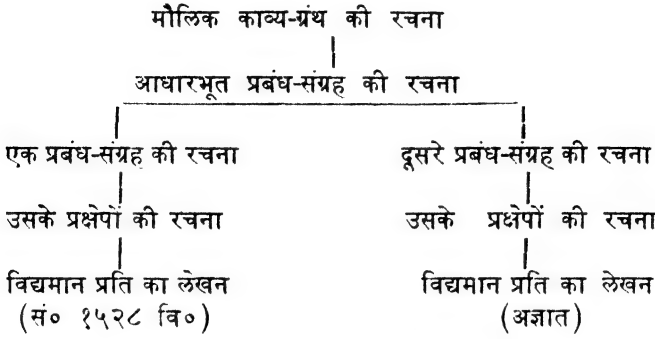 मौलिक काव्य-ग्रंथ की रचना
आधारभूत प्रबंध-संग्रह की रचना
एक प्रबंध-संग्रह की रचना दूसरे प्रबंध-संग्रह की रचना
उसके प्रक्षेपों की रचना उसके प्रक्षेपों की रचना
विद्यमान प्रति का लेखन विद्यमान प्रति का लेखन
(सं० १५२८ वि०) (अज्ञात)